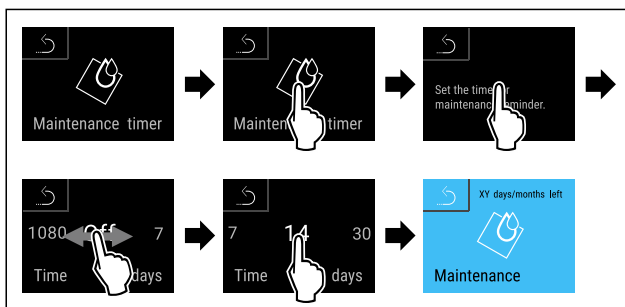 Maintenance timer
Mainten timer
Set the time r
maintenanc minder.
1080 Off 7
Time days
7 14 30
Time days
XY days/months left
Maintenance